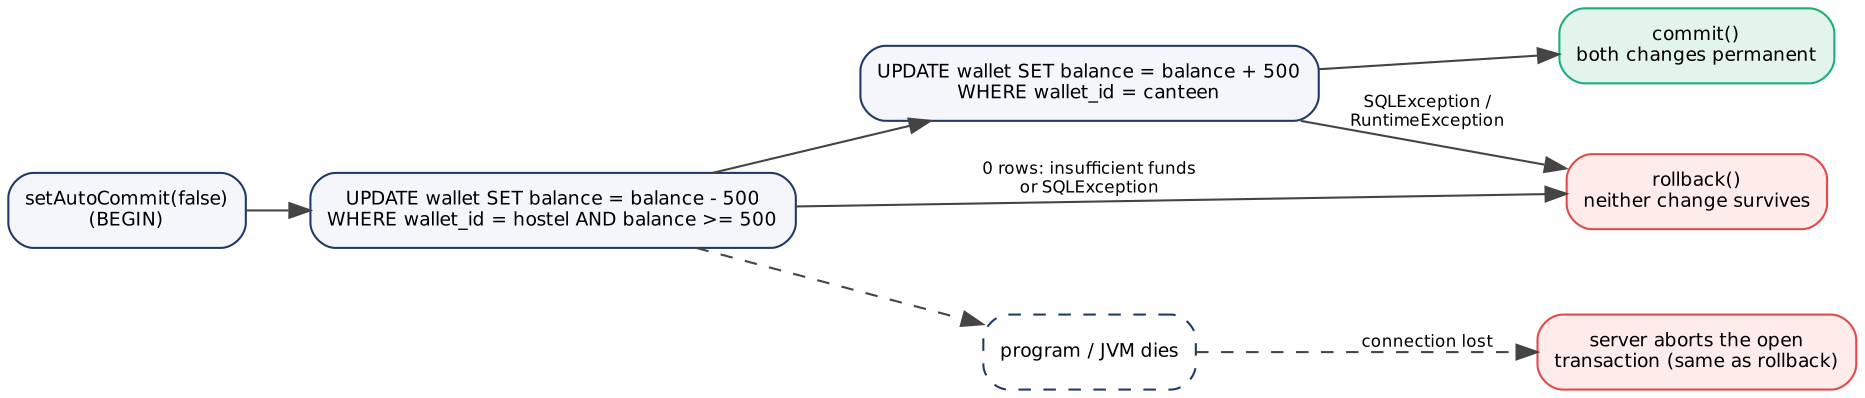 setAutoCommit(false)
(BEGIN)
UPDATE wallet SET balance = balance - 500
WHERE wallet_id = hostel AND balance >= 500
UPDATE wallet SET balance = balance + 500
WHERE wallet_id = canteen
commit()
both changes permanent
SQLException /
RuntimeException
0 rows: insufficient funds
or SQLException
rollback()
neither change survives
program / JVM dies
connection lost
server aborts the open
transaction (same as rollback)